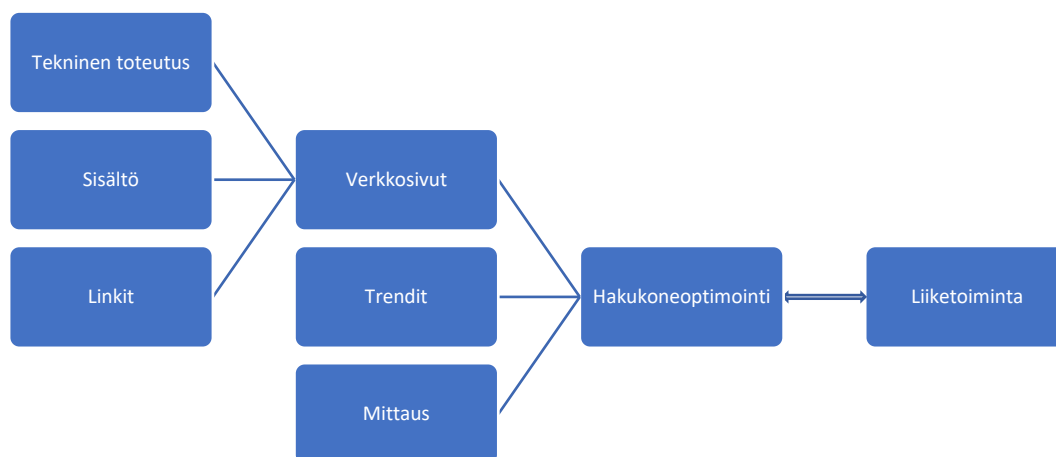 Tekninen toteutus
Sisältö
Linkit
Verkkosivut
Trendit
Mittaus
Hakukoneoptimointi
Liiketoiminta